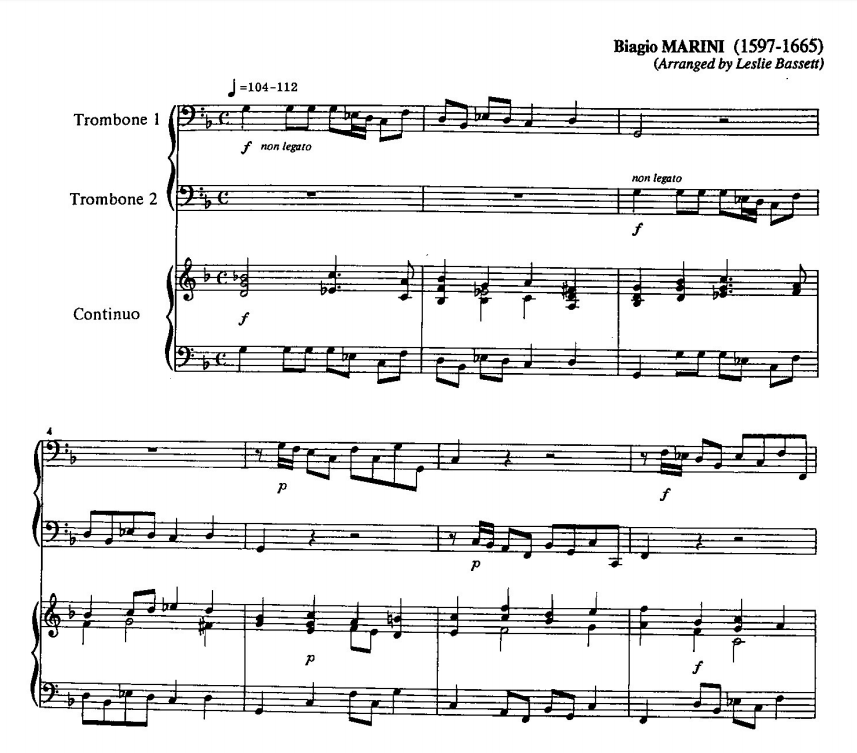 Biagio MARINI (1597-1665)
(Arranged by Leslie Bassett)
=104-112
Trombone 1
f non legato
Trombone 2
non legato
f
Continuo
f
4
p
f
p
p
f